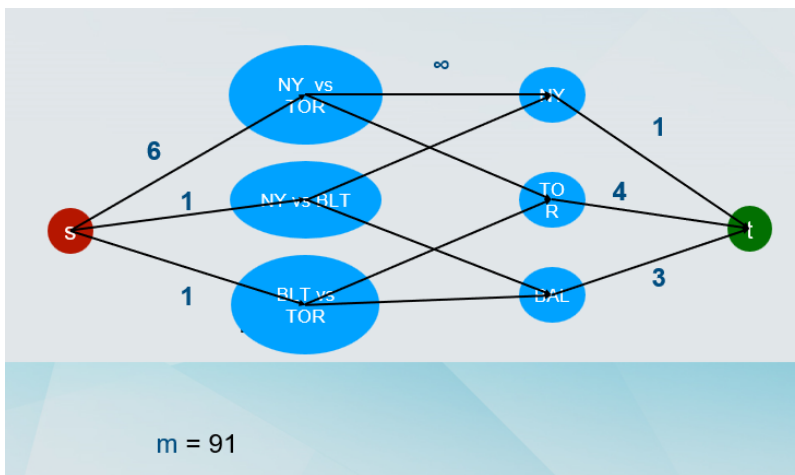 ∞
NY vs
TOR
NY
6
1
NY vs BLT
TO
R
4
1
s
t
1
BLT vs
TOR
BAL
3
m = 91